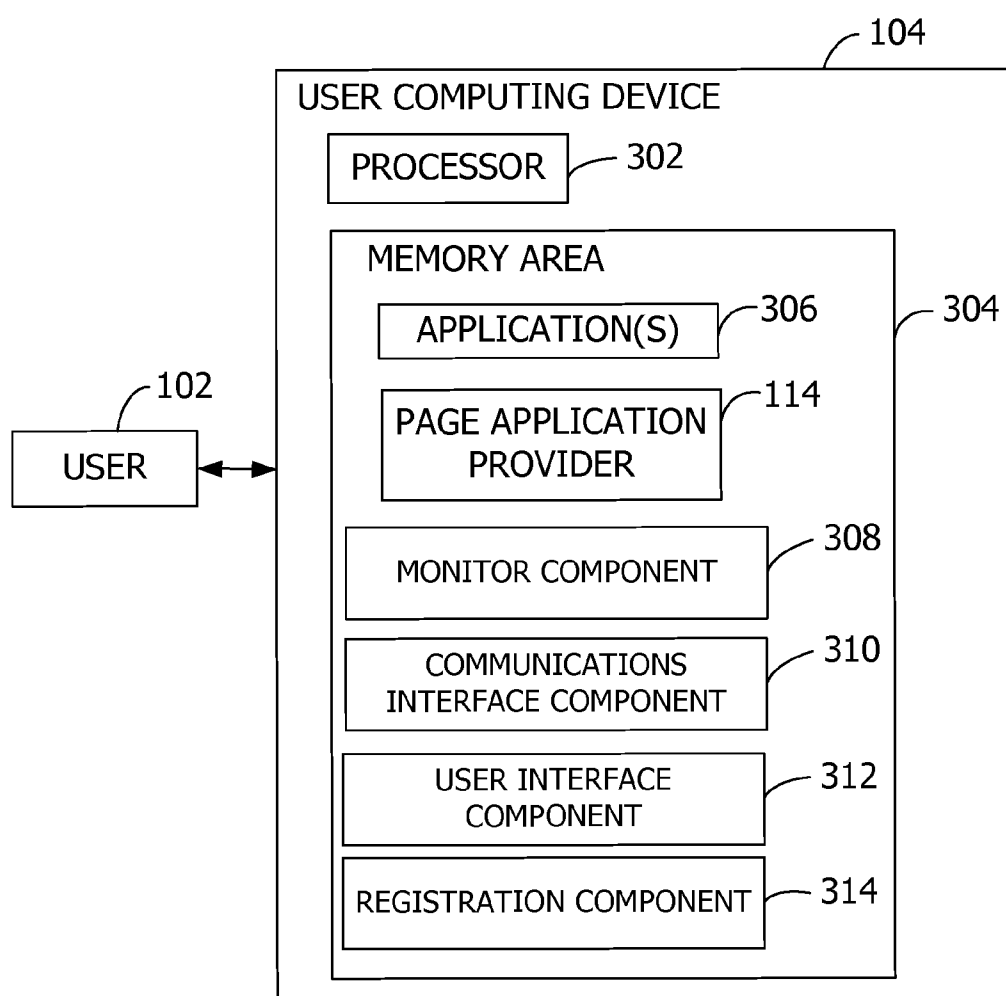 104
USER COMPUTING DEVICE
PROCESSOR
302
MEMORY AREA
APPLICATION(S)
306
304
102
USER
PAGE APPLICATION
PROVIDER
114
MONITOR COMPONENT
308
COMMUNICATIONS
INTERFACE COMPONENT
310
USER INTERFACE
COMPONENT
312
REGISTRATION COMPONENT
314